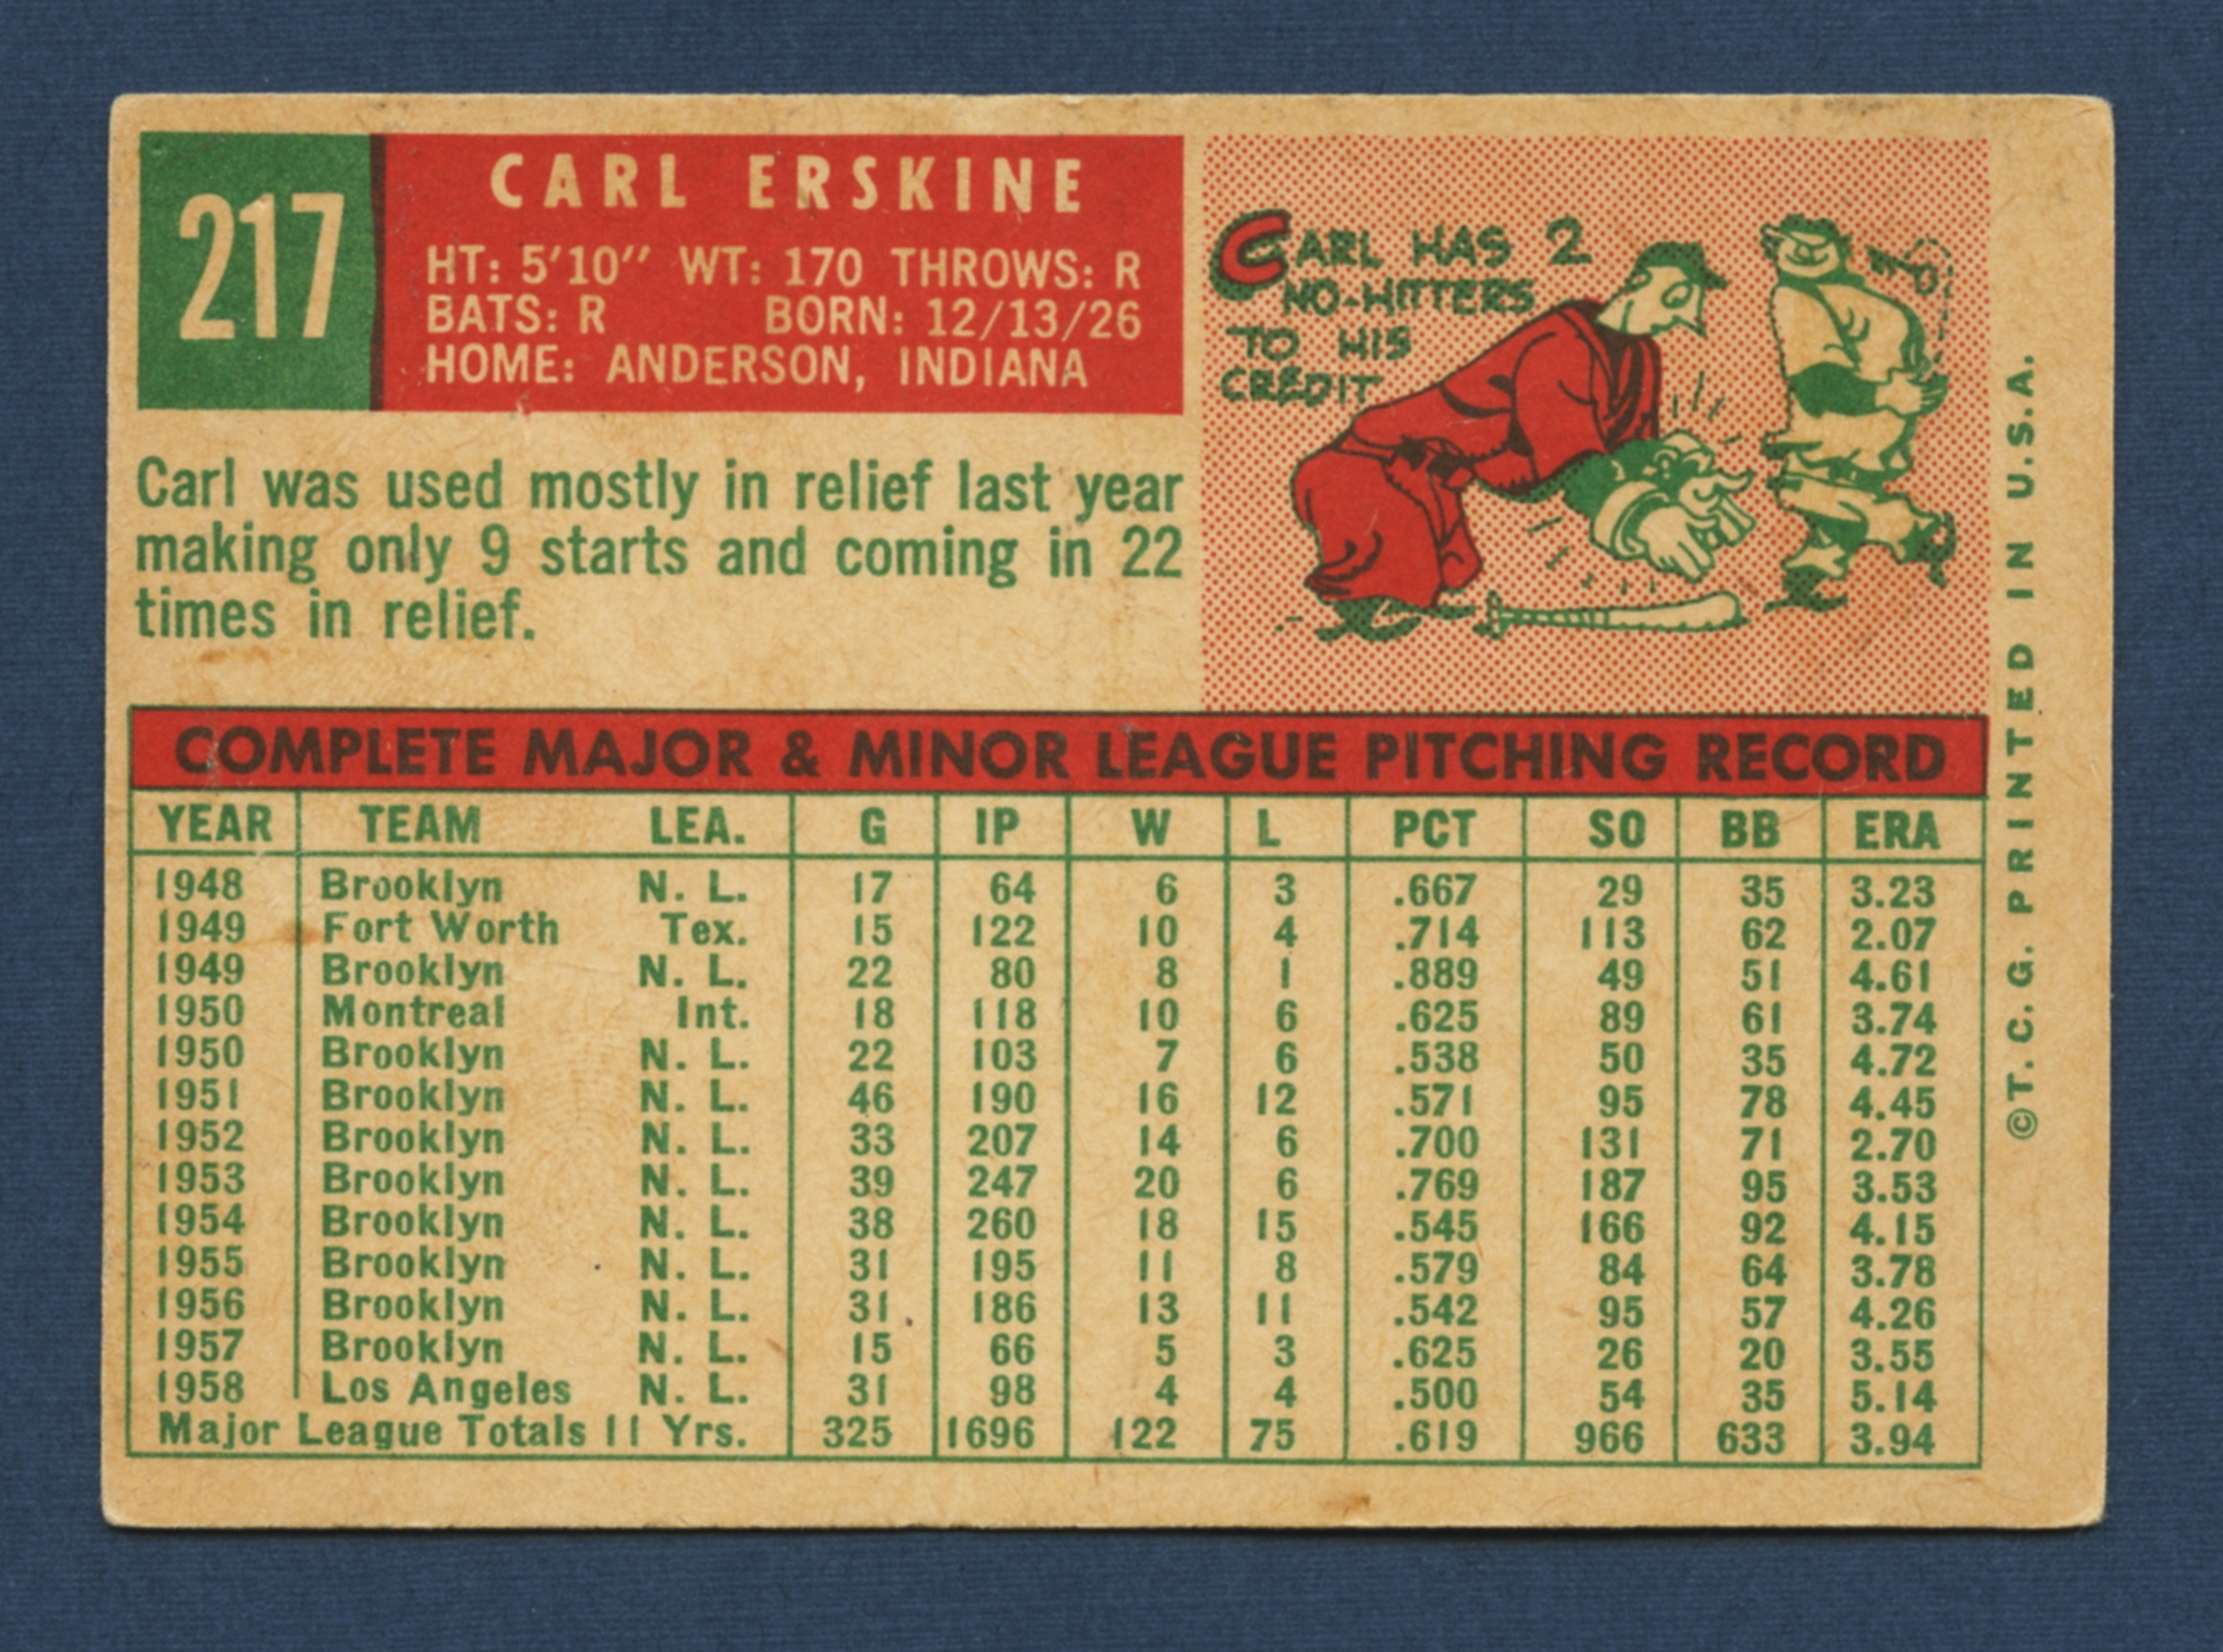 217
CARL ERSKINE
HT: 5'10" WT: 170 THROWS: R
BATS: R BORN: 12/13/26
HOME: ANDERSON, INDIANA
Carl was used mostly in relief last year
making only 9 starts and coming in 22
times in relief.
CARL HAS 2
NO-HITTERS
TO HIS
CREDIT
COMPLETE MAJOR & MINOR LEAGUE PITCHING RECORD
YEAR TEAM LEA. G IP W L PCT SO BB ERA
1948 Brooklyn N. L. 17 64 6 3 .667 29 35 3.23
1949 Fort Worth Tex. 15 122 10 4 .714 113 62 2.07
1949 Brooklyn N. L. 22 80 8 1 .889 49 51 4.61
1950 Montreal Int. 18 118 10 6 .625 89 61 3.74
1950 Brooklyn N. L. 22 103 7 6 .538 50 35 4.72
1951 Brooklyn N. L. 46 190 16 12 .571 95 78 4.45
1952 Brooklyn N. L. 33 207 14 6 .700 131 71 2.70
1953 Brooklyn N. L. 39 247 20 6 .769 187 95 3.53
1954 Brooklyn N. L. 38 260 18 15 .545 166 92 4.15
1955 Brooklyn N. L. 31 195 11 8 .579 84 64 3.78
1956 Brooklyn N. L. 31 186 13 11 .542 95 57 4.26
1957 Brooklyn N. L. 15 66 5 3 .625 26 20 3.55
1958 Los Angeles N. L. 31 98 4 4 .500 54 35 5.14
Major League Totals 11 Yrs. 325 1696 122 75 .619 966 633 3.94
©T. C. G. PRINTED IN U.S.A.